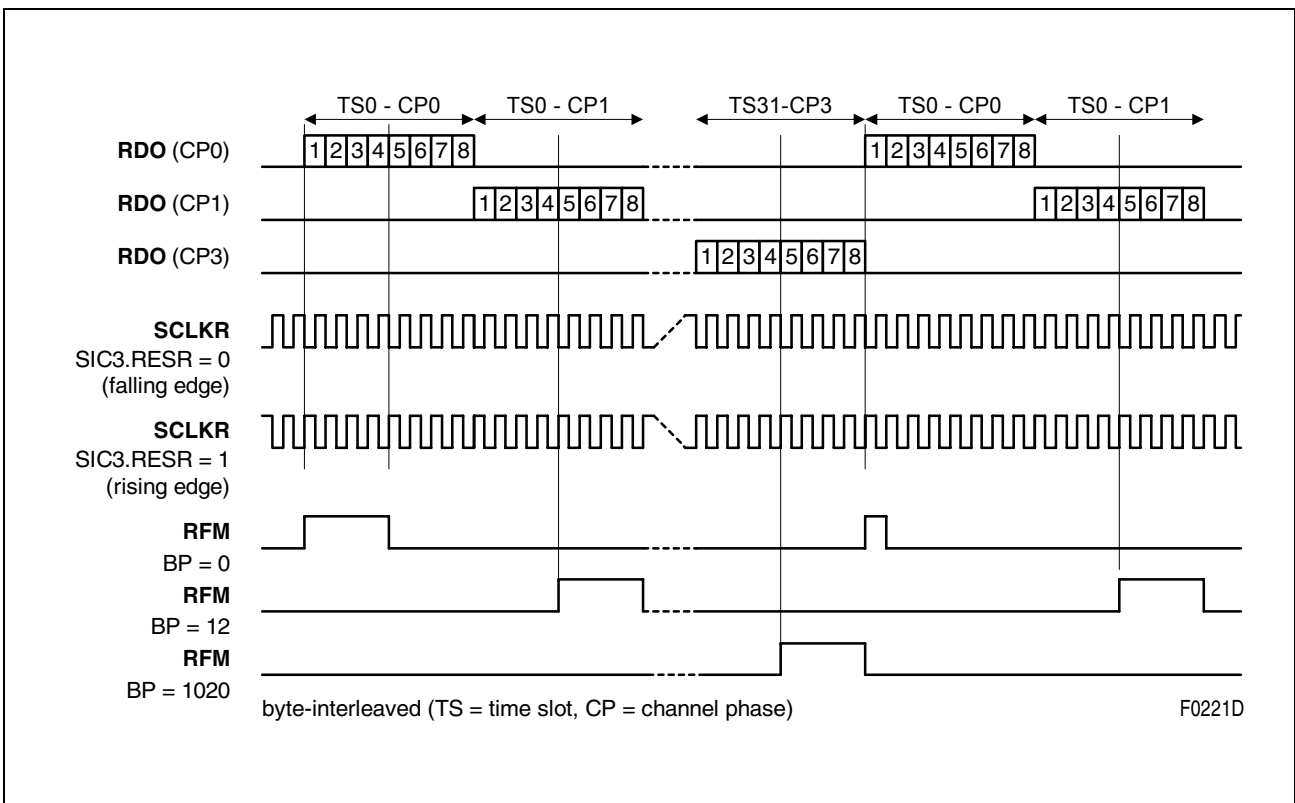 TS0 - CP0 TS0 - CP1 TS31-CP3 TS0 - CP0 TS0 - CP1
RDO (CP0) 1 2 3 4 5 6 7 8 1 2 3 4 5 6 7 8
RDO (CP1) 1 2 3 4 5 6 7 8 1 2 3 4 5 6 7 8
RDO (CP3) 1 2 3 4 5 6 7 8
SCLKR
SIC3.RESR = 0
(falling edge)
SCLKR
SIC3.RESR = 1
(rising edge)
RFM
BP = 0
RFM
BP = 12
RFM
BP = 1020
byte-interleaved (TS = time slot, CP = channel phase) F0221D